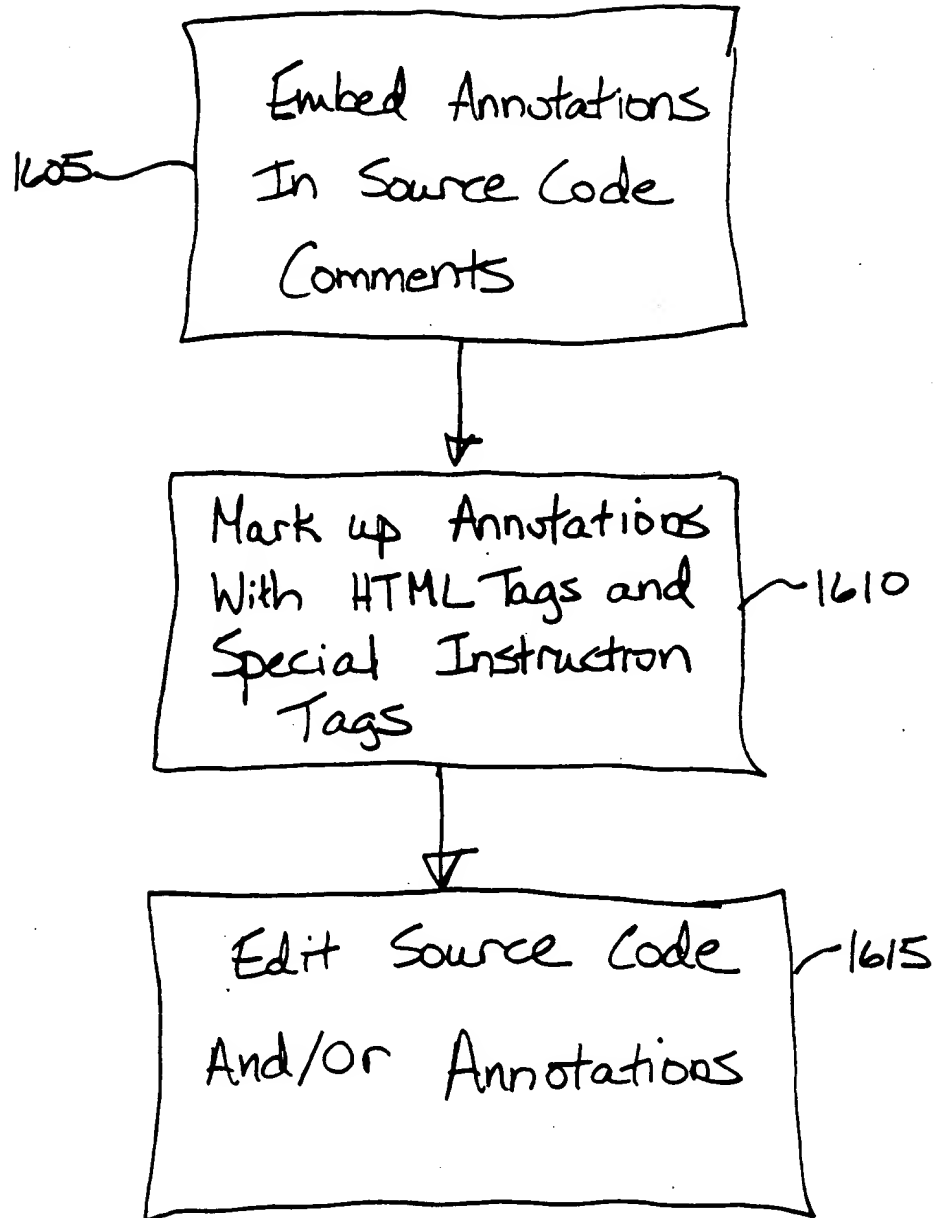 Embed Annotations
1605
In Source Code
Comments
Mark up Annotations
With HTML Tags and
1610
Special Instruction
Tags
Edit Source Code
1615
And/Or Annotations